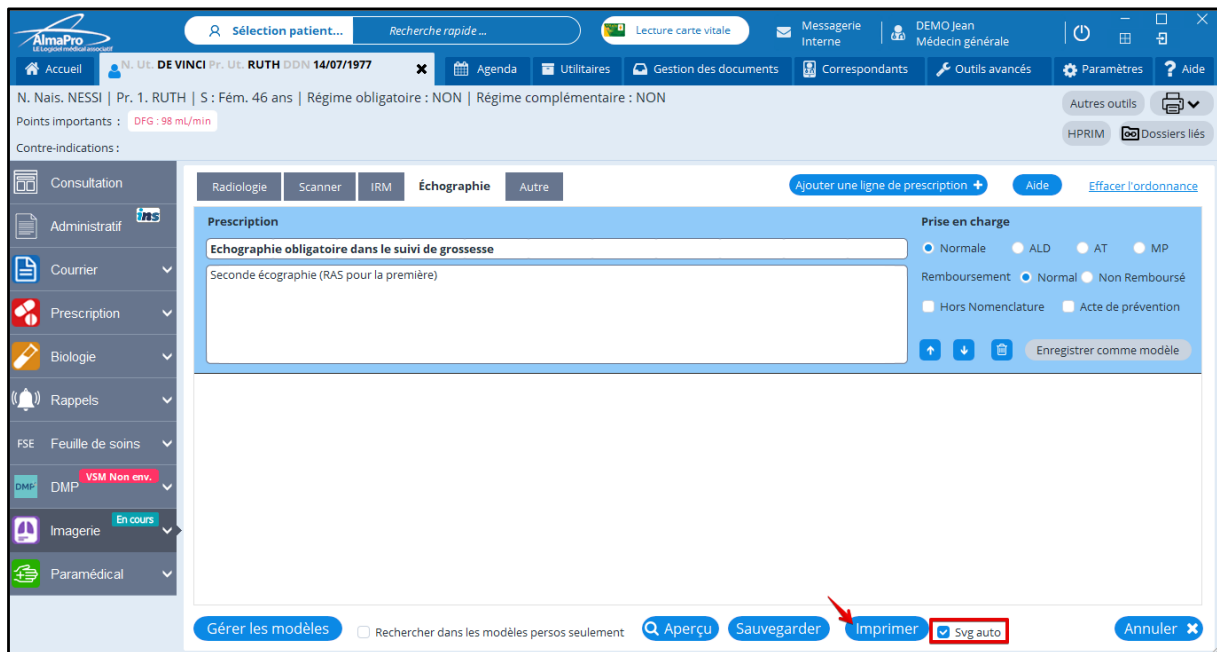 AlmaPro
LE Logiciel médical associatif
Sélection patient...
Recherche rapide ...
Lecture carte vitale
Messagerie
Interne
DEMO Jean
Médecin générale
Accueil
N. Ut. DE VINCI Pr. Ut. RUTH DDN 14/07/1977
Agenda
Utilitaires
Gestion des documents
Correspondants
Outils avancés
Paramètres
? Aide
N. Nais. NESSI | Pr. 1. RUTH | S : Fém. 46 ans | Régime obligatoire : NON | Régime complémentaire : NON
Points importants : DFG : 98 mL/min
Contre-indications :
Autres outils
HPRIM
Dossiers liés
Consultation
Administratif
ins
Courrier
Prescription
Biologie
Rappels
FSE Feuille de soins
DMP DMP
VSM Non env.
Imagerie
En cours
Paramédical
Radiologie
Scanner
IRM
Échographie
Autre
Ajouter une ligne de prescription +
Aide
Effacer l'ordonnance
Prescription
Echographie obligatoire dans le suivi de grossesse
Seconde écographie (RAS pour la première)
Prise en charge
Normale ALD AT MP
Remboursement Normal Non Remboursé
Hors Nomenclature Acte de prévention
Enregistrer comme modèle
Gérer les modèles
Rechercher dans les modèles persos seulement
Aperçu
Sauvegarder
Imprimer
Svg auto
Annuler